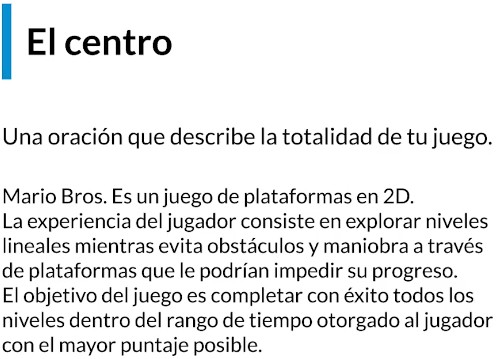 El centro
Una oración que describe la totalidad de tu juego.
Mario Bros. Es un juego de plataformas en 2D.
La experiencia del jugador consiste en explorar niveles
lineales mientras evita obstáculos y maniobra a través
de plataformas que le podrían impedir su progreso.
El objetivo del juego es completar con éxito todos los
niveles dentro del rango de tiempo otorgado al jugador
con el mayor puntaje posible.